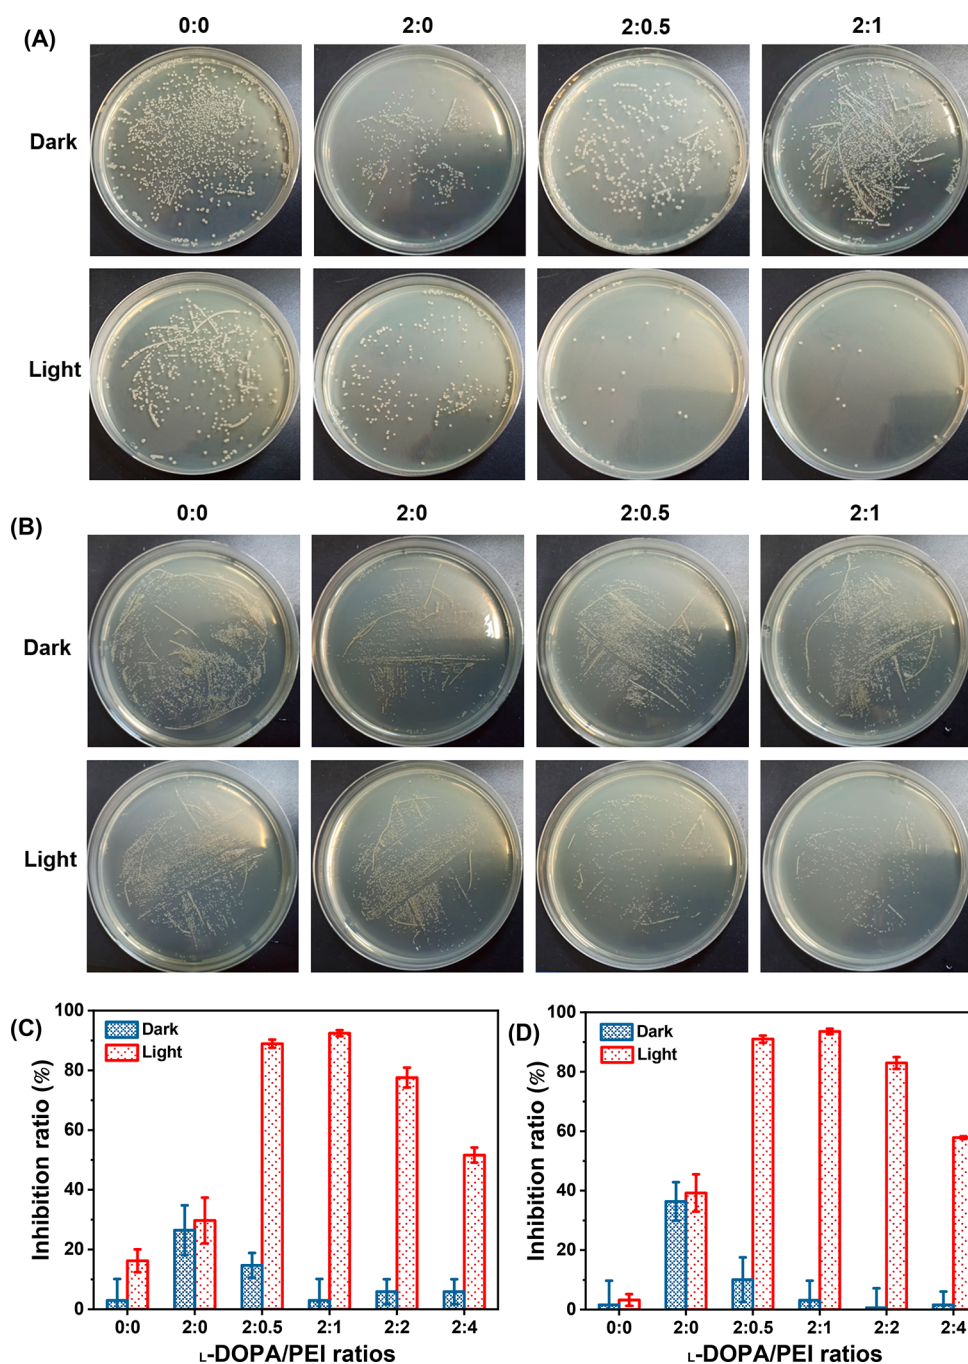 (A)
0:0 2:0 2:0.5 2:1
Dark
Light
(B)
0:0 2:0 2:0.5 2:1
Dark
Light
(C)
Dark
Light
Inhibition ratio (%)
100
80
60
40
20
0
0:0 2:0 2:0.5 2:1 2:2 2:4
L-DOPA/PEI ratios
(D)
Dark
Light
Inhibition ratio (%)
100
80
60
40
20
0
0:0 2:0 2:0.5 2:1 2:2 2:4
L-DOPA/PEI ratios